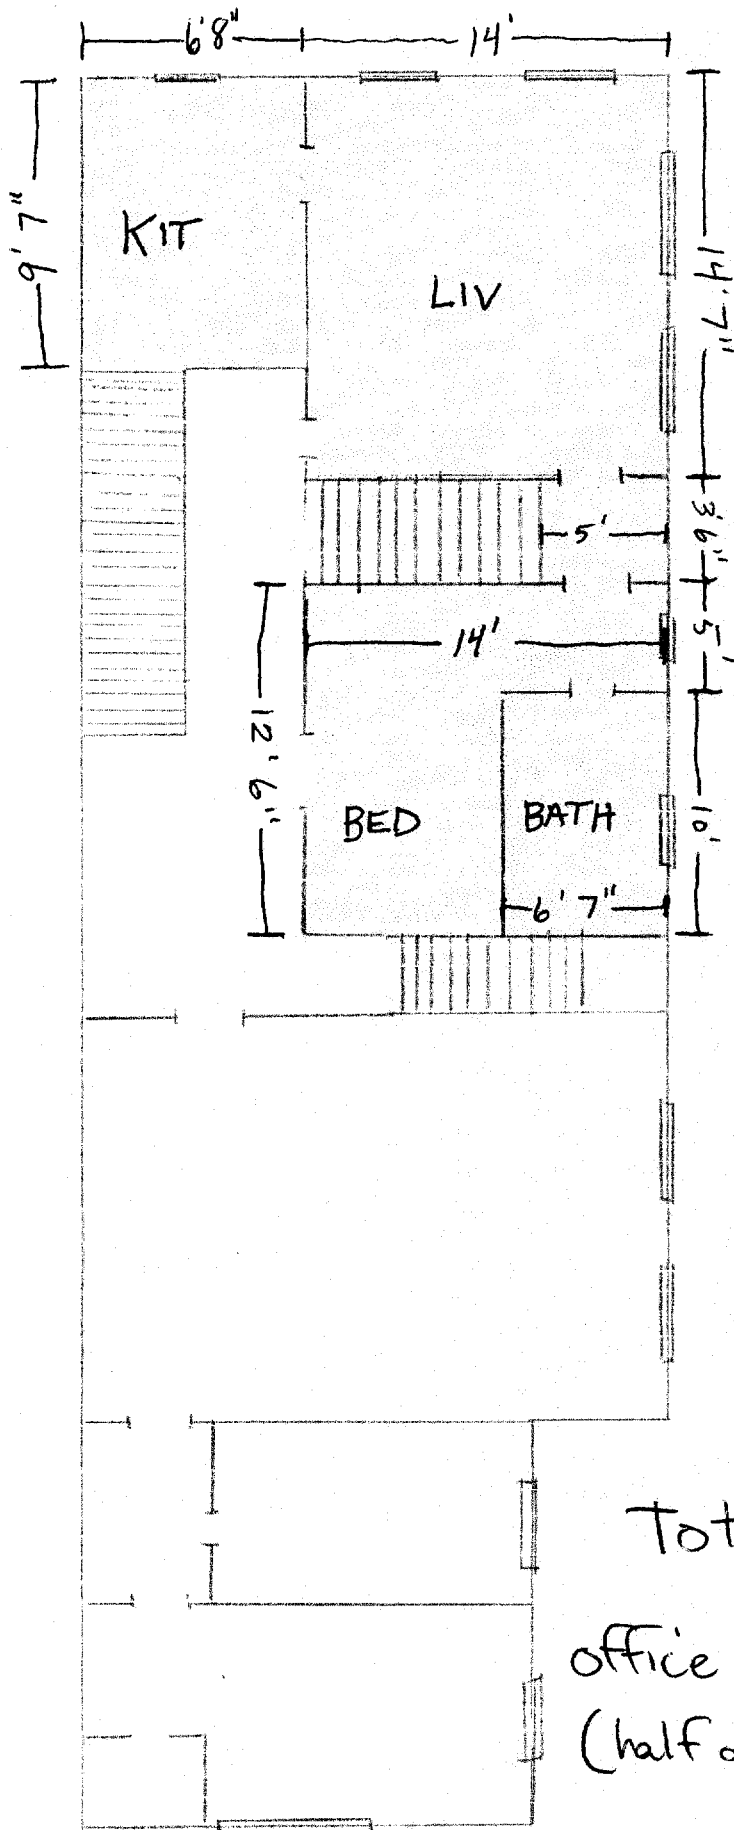 6'8" 14'
9'7"
KIT
LIV
14'7"
5'
3'6"
14'
5'
12'6"
BED
BATH
10'
6'7"
Tot
office
(half o